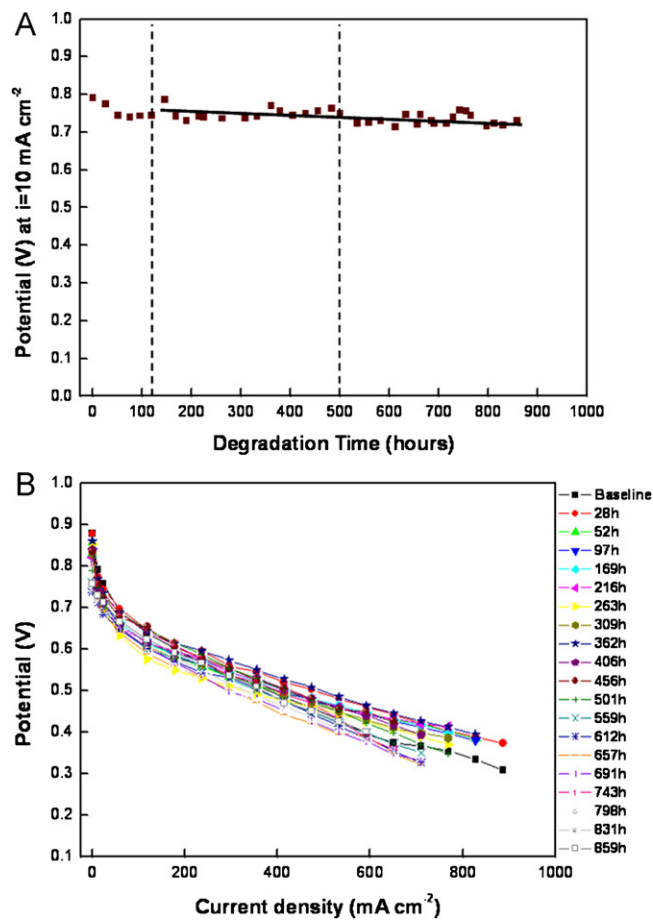 A
Potential (V) at i=10 mA cm-2
1.0
0.9
0.8
0.7
0.6
0.5
0.4
0.3
0.2
0.1
0.0
0 100 200 300 400 500 600 700 800 900 1000
Degradation Time (hours)
B
Potential (V)
1.0
0.9
0.8
0.7
0.6
0.5
0.4
0.3
0.2
0.1
0 200 400 600 800 1000
Current density (mA cm-2)
Baseline
28h
52h
97h
169h
216h
263h
309h
362h
406h
456h
501h
559h
612h
657h
691h
743h
798h
831h
859h